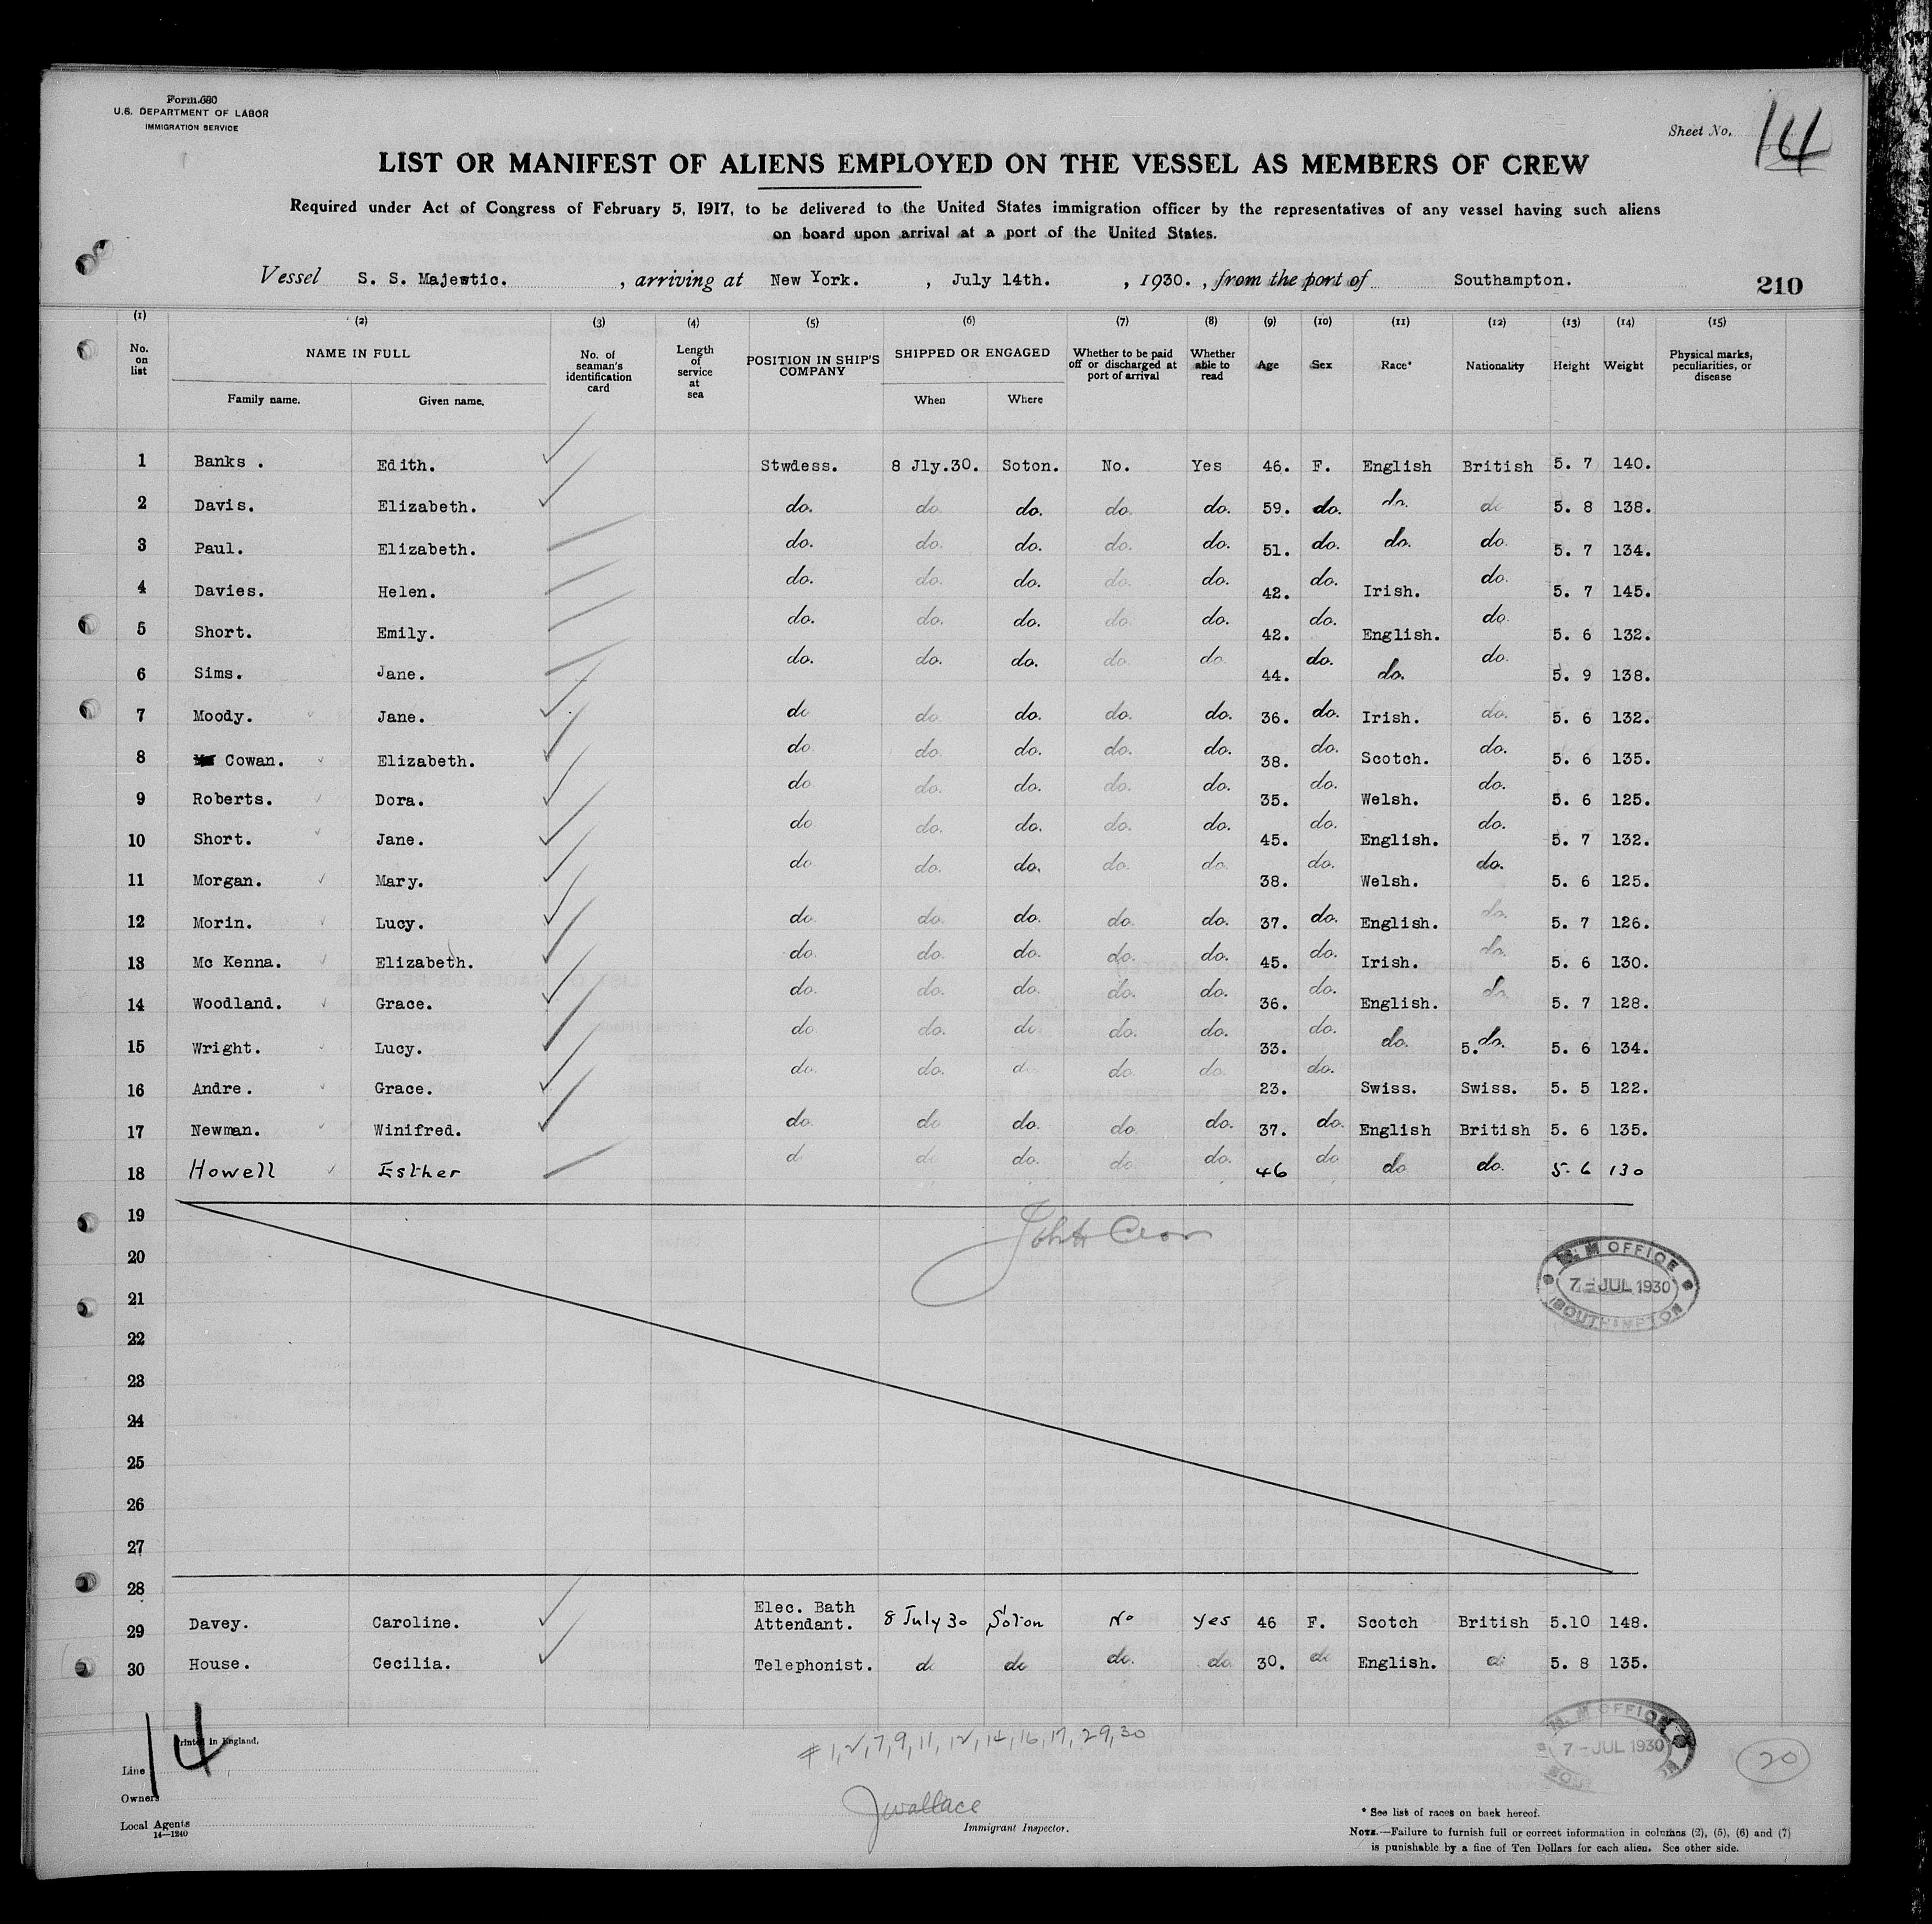 Form 680
U.S. DEPARTMENT OF LABOR
IMMIGRATION SERVICE
Sheet No. 14
LIST OR MANIFEST OF ALIENS EMPLOYED ON THE VESSEL AS MEMBERS OF CREW
Required under Act of Congress of February 5, 1917, to be delivered to the United States immigration officer by the representatives of any vessel having such aliens
on board upon arrival at a port of the United States.
Vessel S. S. Majestic. , arriving at New York. , July 14th. , 1930. , from the port of Southampton. 210
(1) (2) (3) (4) (5) (6) (7) (8) (9) (10) (11) (12) (13) (14) (15)
No. on list NAME IN FULL Family name. Given name. No. of seaman's identification card Length of service at sea POSITION IN SHIP'S COMPANY SHIPPED OR ENGAGED When Where Whether to be paid off or discharged at port of arrival Whether able to read Age Sex Race* Nationality Height Weight Physical marks, peculiarities, or disease
1 Banks . Edith. Stwdess. 8 Jly.30. Soton. No. Yes 46. F. English British 5. 7 140.
2 Davis. Elizabeth. do. do. do. do. do. 59. do. do. do 5. 8 138.
3 Paul. Elizabeth. do. do. do. do. do. 51. do. do. do. 5. 7 134.
4 Davies. Helen. do. do. do. do. do. 42. do. Irish. do. 5. 7 145.
5 Short. Emily. do. do. do. do. do. 42. do. English. do. 5. 6 132.
6 Sims. Jane. do. do. do. do. do. 44. do. do. do. 5. 9 138.
7 Moody. Jane. do do. do. do. do. 36. do. Irish. do. 5. 6 132.
8 Cowan. Elizabeth. do do. do. do. do. 38. do. Scotch. do. 5. 6 135.
9 Roberts. Dora. do do. do. do. do. 35. do. Welsh. do. 5. 6 125.
10 Short. Jane. do do. do. do. do. 45. do. English. do. 5. 7 132.
11 Morgan. Mary. do do. do. do. do. 38. do. Welsh. do. 5. 6 125.
12 Morin. Lucy. do. do. do. do. do. 37. do. English. do. 5. 7 126.
13 Mc Kenna. Elizabeth. do. do. do. do. do. 45. do. Irish. do. 5. 6 130.
14 Woodland. Grace. do. do. do. do. do. 36. do. English. do. 5. 7 128.
15 Wright. Lucy. do. do. do do. do. 33. do. do. 5. do. 5. 6 134.
16 Andre. Grace. do. do. d. do. do. 23. do. Swiss. Swiss. 5. 5 122.
17 Newman. Winifred. do. do do. do. do. 37. do. English British 5. 6 135.
18 Howell Esther d. do do. do. do. 46 do do do. 5. 6 130
19
20
21
22
23
24
25
26
27
28
M. M OFFICE 7 - JUL 1930 SOUTHAMPTON
29 Davey. Caroline. Elec. Bath Attendant. 8 July 30 Soton No Yes 46 F. Scotch British 5.10 148.
30 House. Cecilia. Telephonist. do do do. do. 30. do English. d. 5. 8 135.
14
Printed in England.
# 1, 2, 7, 9, 11, 12, 14, 16, 17, 29, 30
M. M OFFICE 7 - JUL 1930
20
Line
Owners
Local Agents
14—1240
J Wallace
Immigrant Inspector.
* See list of races on back hereof.
NOTE.—Failure to furnish full or correct information in columns (2), (5), (6) and (7)
is punishable by a fine of Ten Dollars for each alien. See other side.